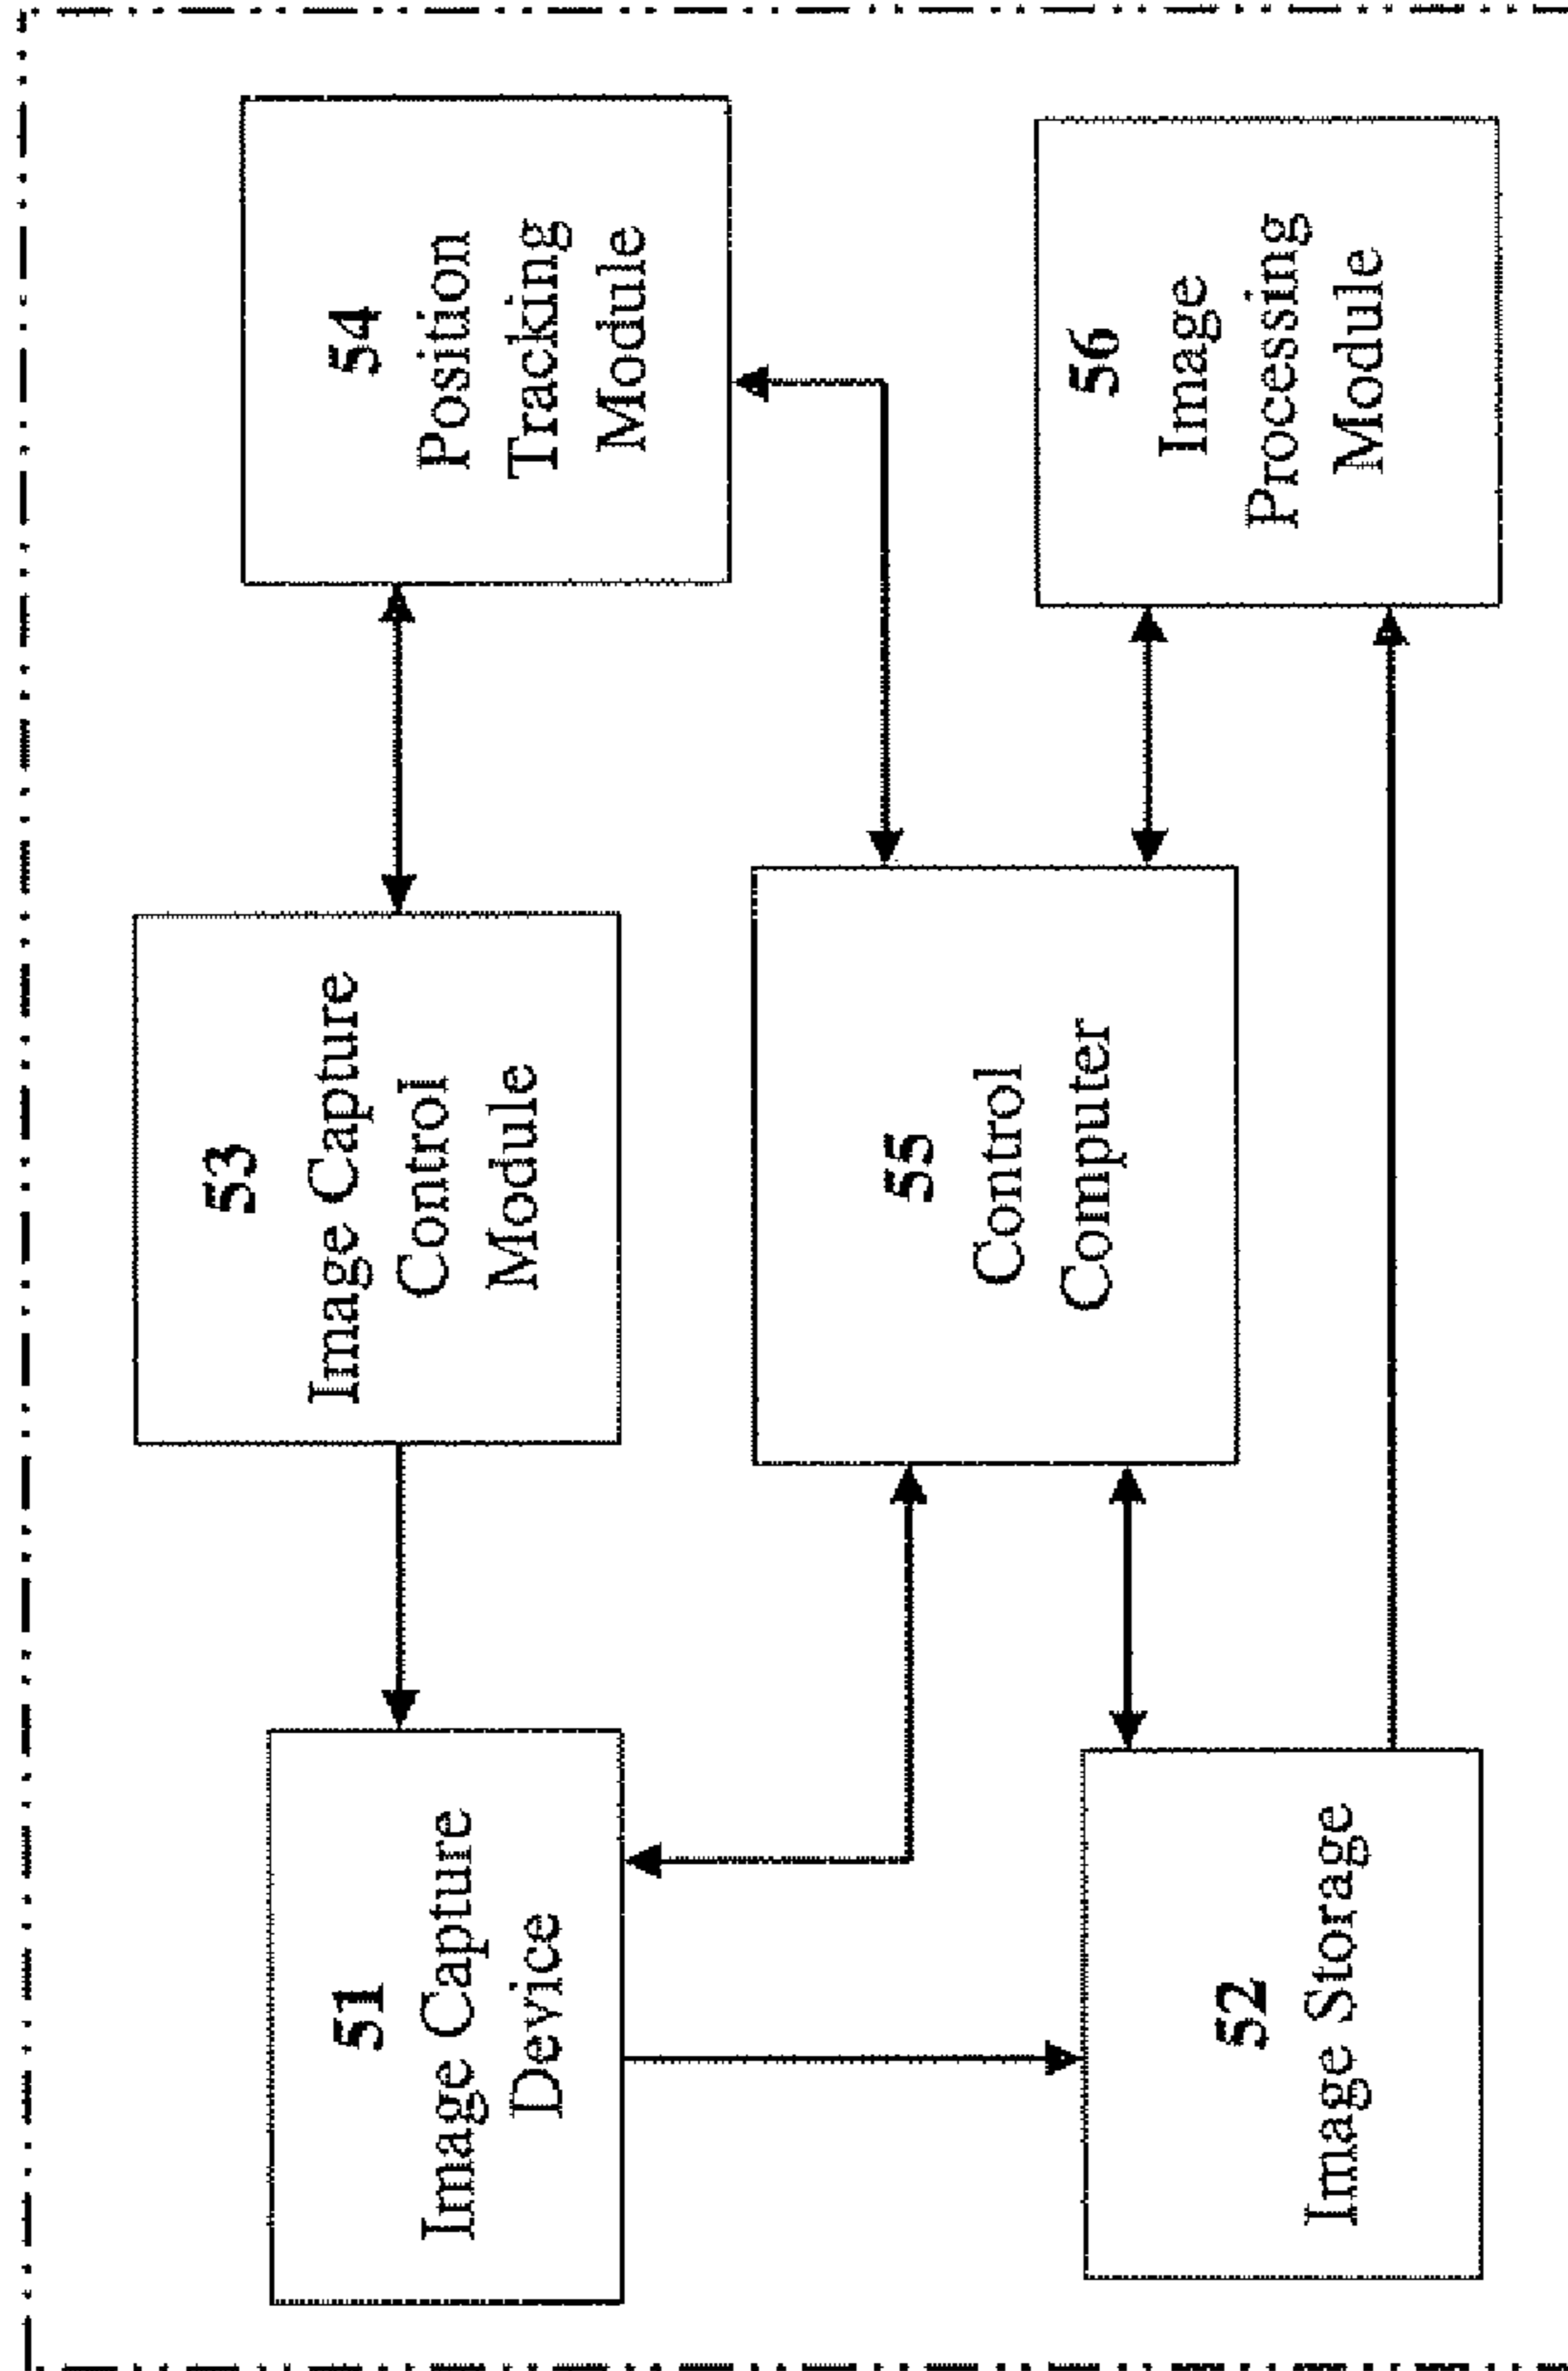 51
Image Capture
Device
53
Image Capture
Control
Module
54
Position
Tracking
Module
52
Image Storage
55
Control
Computer
56
Image
Processing
Module